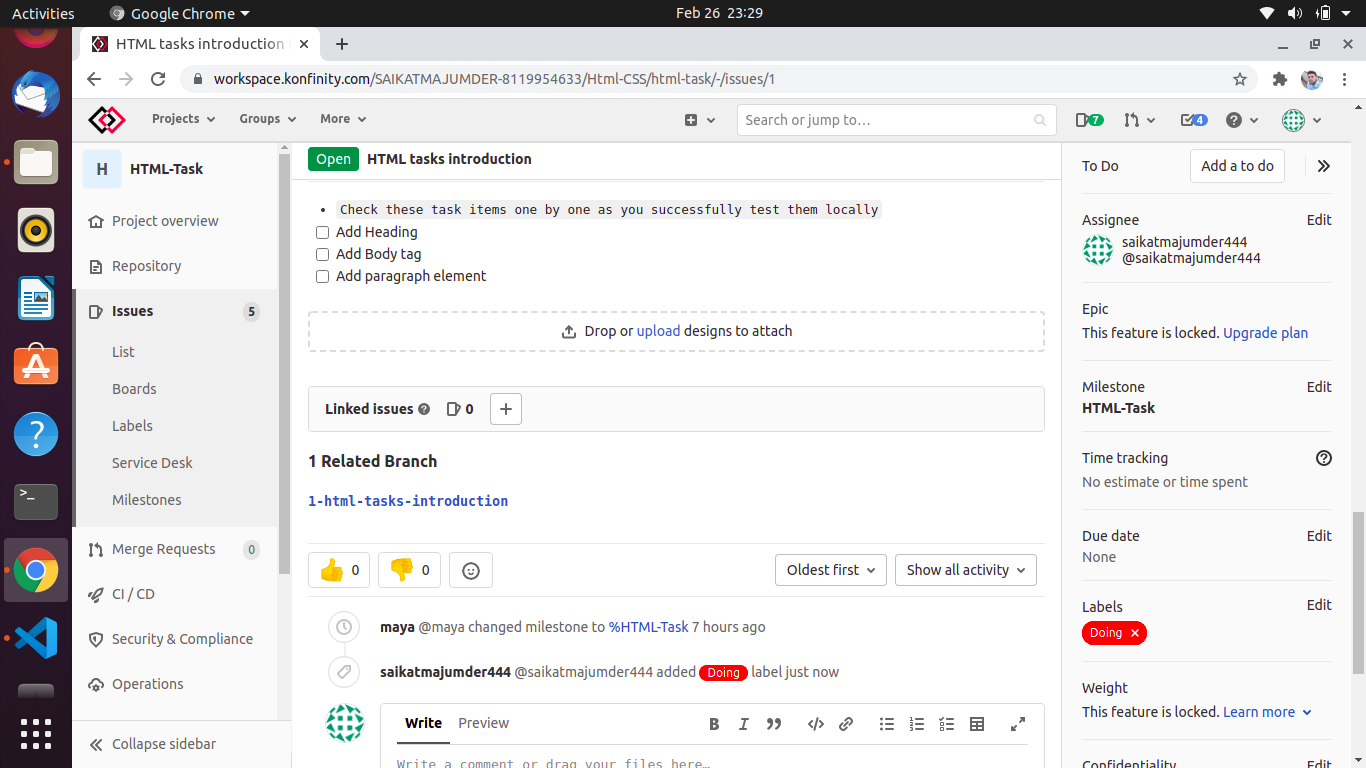 Activities
Google Chrome
Feb 26 23:29
HTML tasks introduction
workspace.konfinity.com/SAIKATMAJUMDER-8119954633/Html-CSS/html-task/-/issues/1
Projects
Groups
More
Search or jump to…
7
4
H
HTML-Task
Project overview
Repository
Issues
5
List
Boards
Labels
Service Desk
Milestones
Merge Requests
0
CI / CD
Security & Compliance
Operations
Collapse sidebar
Open
HTML tasks introduction
Check these task items one by one as you successfully test them locally
Add Heading
Add Body tag
Add paragraph element
Drop or upload designs to attach
Linked issues
0
1 Related Branch
1-html-tasks-introduction
0
0
Oldest first
Show all activity
maya @maya changed milestone to %HTML-Task 7 hours ago
saikatmajumder444 @saikatmajumder444 added Doing label just now
Write
Preview
Write a comment or drag your files here…
To Do
Add a to do
Assignee
Edit
saikatmajumder444
@saikatmajumder444
Epic
This feature is locked. Upgrade plan
Milestone
Edit
HTML-Task
Time tracking
No estimate or time spent
Due date
Edit
None
Labels
Edit
Doing
Weight
This feature is locked. Learn more
Confidentiality
Edit